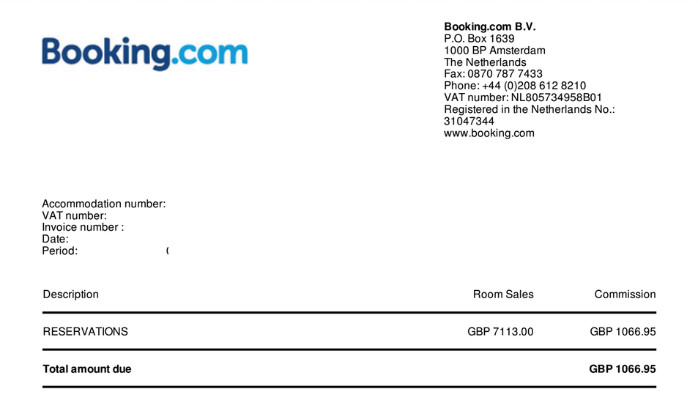 Booking.com
Booking.com B.V.
P.O. Box 1639
1000 BP Amsterdam
The Netherlands
Fax: 0870 787 7433
Phone: +44 (0)208 612 8210
VAT number: NL805734958B01
Registered in the Netherlands No.:
31047344
www.booking.com
Accommodation number:
VAT number:
Invoice number :
Date:
Period: (
Description Room Sales Commission
RESERVATIONS GBP 7113.00 GBP 1066.95
Total amount due GBP 1066.95